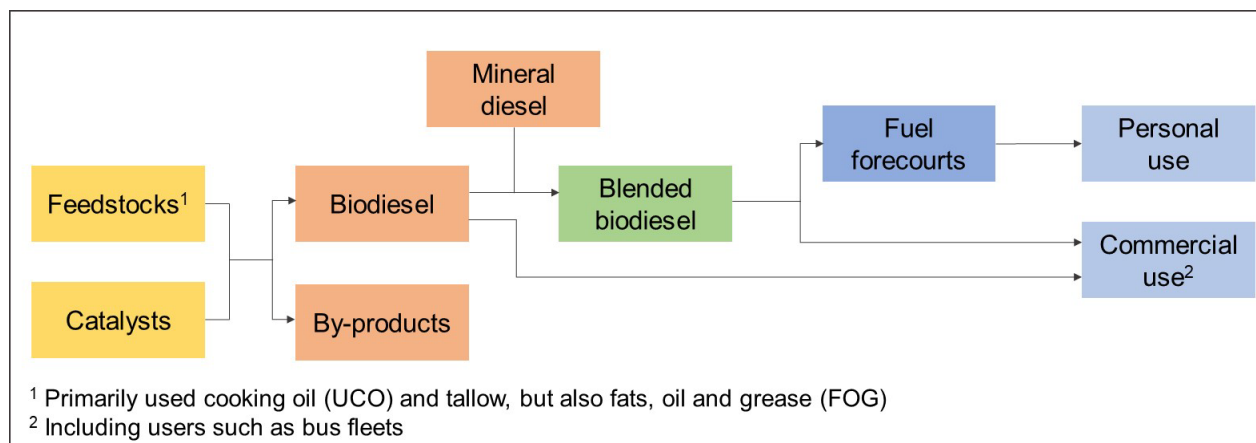 Mineral
diesel
Fuel
forecourts
Personal
use
Feedstocks¹
Biodiesel
Blended
biodiesel
Commercial
use²
Catalysts
By-products
¹ Primarily used cooking oil (UCO) and tallow, but also fats, oil and grease (FOG)
² Including users such as bus fleets